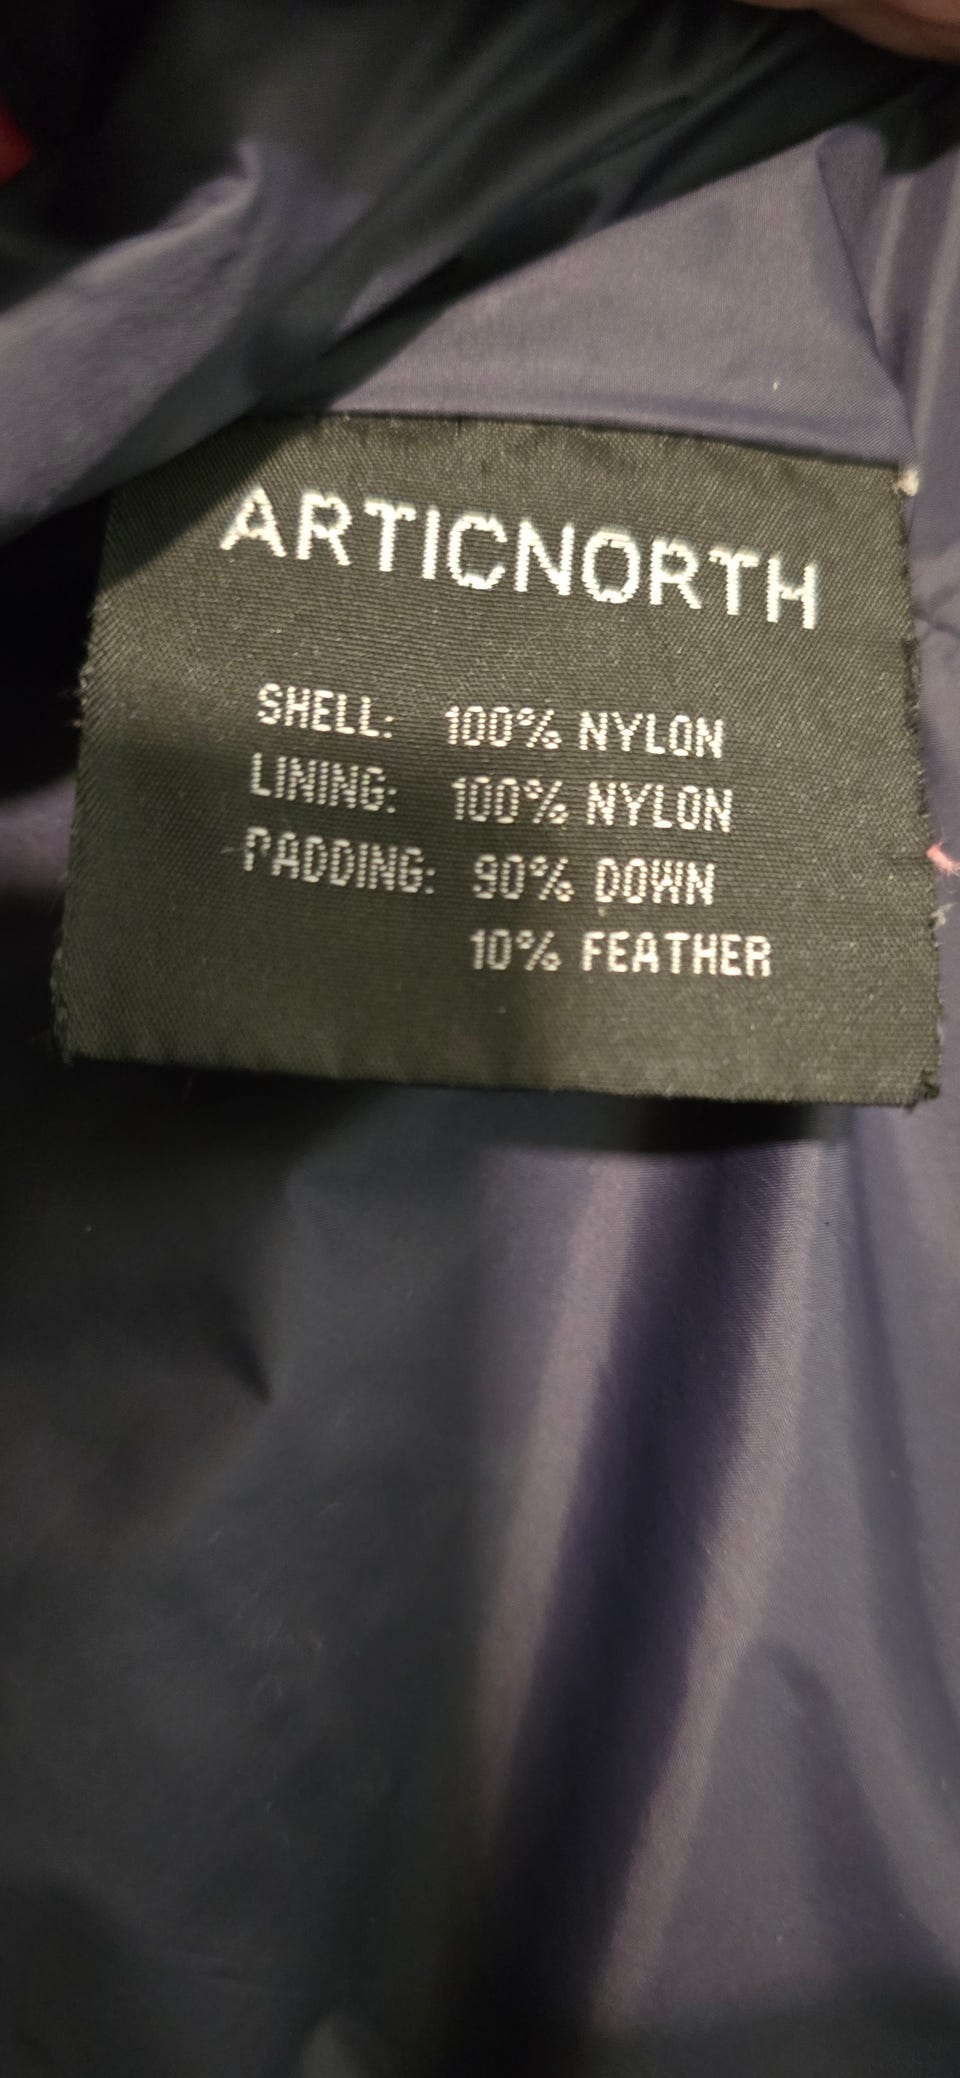 ARTICNORTH
SHELL: 100% NYLON
LINING: 100% NYLON
PADDING: 90% DOWN
10% FEATHER